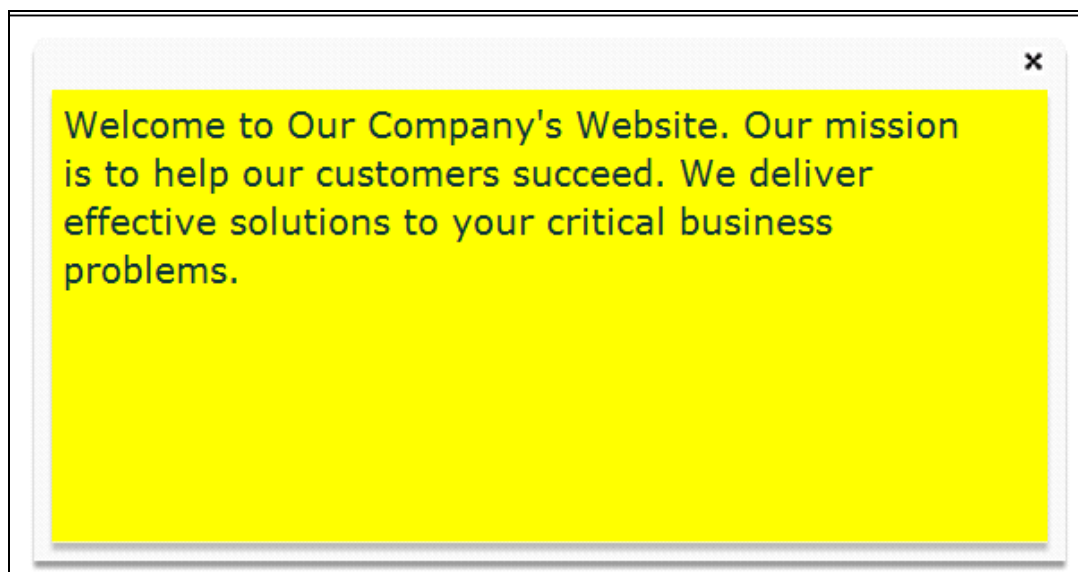 Welcome to Our Company's Website. Our mission
is to help our customers succeed. We deliver
effective solutions to your critical business
problems.